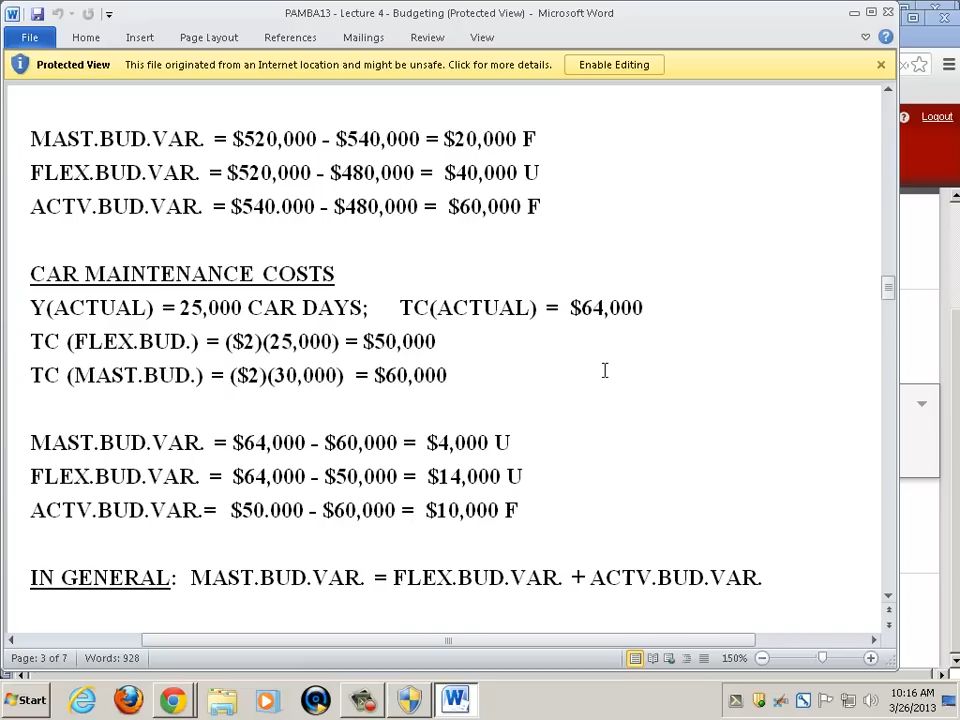 PAMBA13 - Lecture 4 - Budgeting (Protected View) - Microsoft Word
File Home Insert Page Layout References Mailings Review View
Protected View This file originated from an Internet location and might be unsafe. Click for more details. Enable Editing
Logout
MAST.BUD.VAR. = $520,000 - $540,000 = $20,000 F
FLEX.BUD.VAR. = $520,000 - $480,000 = $40,000 U
ACTV.BUD.VAR. = $540.000 - $480,000 = $60,000 F
CAR MAINTENANCE COSTS
Y(ACTUAL) = 25,000 CAR DAYS; TC(ACTUAL) = $64,000
TC (FLEX.BUD.) = ($2)(25,000) = $50,000
TC (MAST.BUD.) = ($2)(30,000) = $60,000
MAST.BUD.VAR. = $64,000 - $60,000 = $4,000 U
FLEX.BUD.VAR. = $64,000 - $50,000 = $14,000 U
ACTV.BUD.VAR.= $50.000 - $60,000 = $10,000 F
IN GENERAL: MAST.BUD.VAR. = FLEX.BUD.VAR. + ACTV.BUD.VAR.
Page: 3 of 7 Words: 928 150%
Start 10:16 AM
3/26/2013